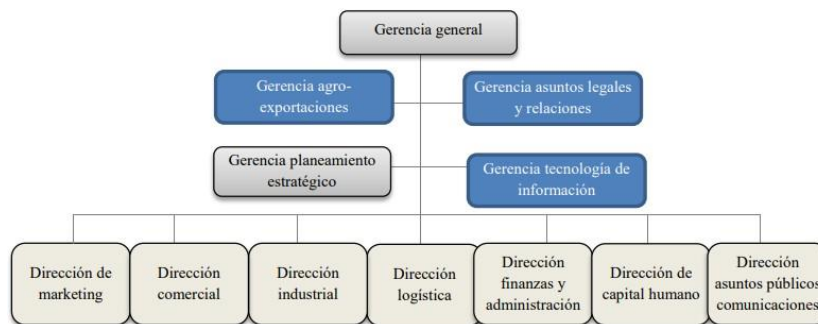 Gerencia general
Gerencia agro-
exportaciones
Gerencia asuntos legales
y relaciones
Gerencia planeamiento
estratégico
Gerencia tecnología de
información
Dirección de
marketing
Dirección
comercial
Dirección
industrial
Dirección
logística
Dirección
finanzas y
administración
Dirección de
capital humano
Dirección
asuntos públicos
comunicaciones